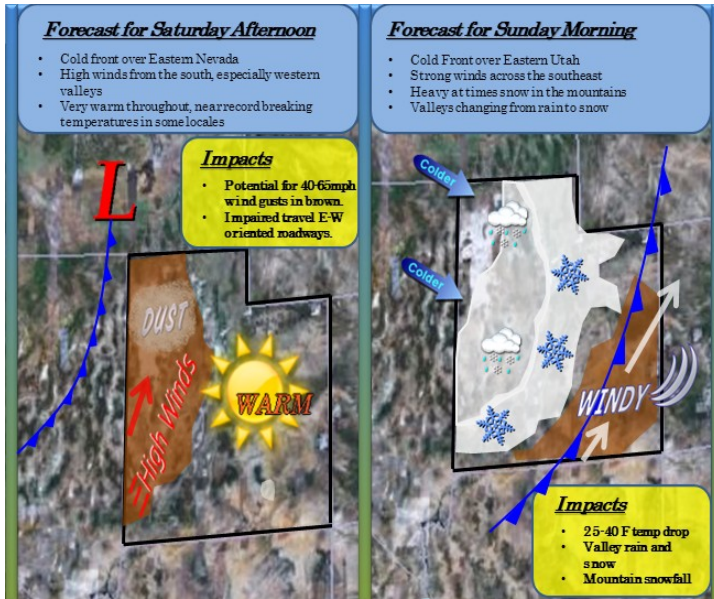 Forecast for Saturday Afternoon
• Cold front over Eastern Nevada
• High winds from the south, especially western
valleys
• Very warm throughout, near record breaking
temperatures in some locales
Impacts
• Potential for 40-65mph
wind gusts in brown.
• Impaired travel E-W
oriented roadways.
L
DUST
High Winds
WARM
Forecast for Sunday Morning
• Cold Front over Eastern Utah
• Strong winds across the southeast
• Heavy at times snow in the mountains
• Valleys changing from rain to snow
Colder
Colder
WINDY
Impacts
• 25-40 F temp drop
• Valley rain and
snow
• Mountain snowfall